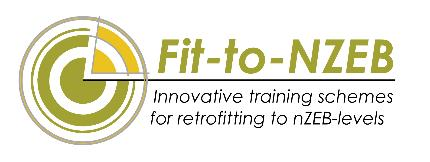 Fit-to-NZEB
Innovative training schemes
for retrofitting to nZEB-levels